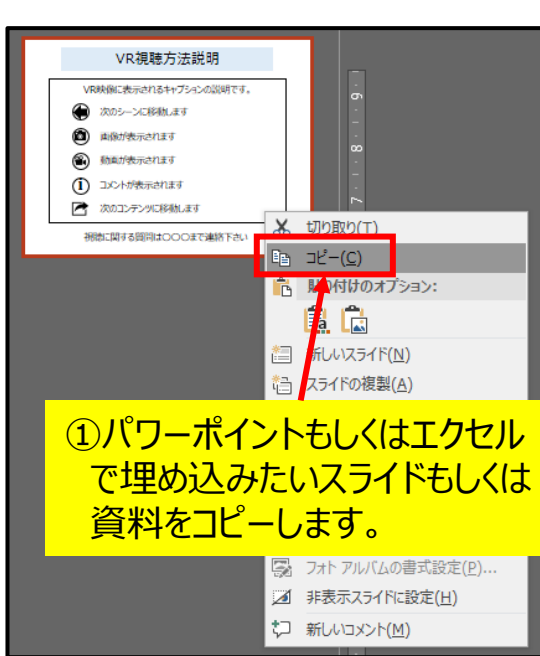 VR視聴方法説明
VR映像に表示されるキャプションの説明です。
次のシーンに移動します
画像が表示されます
動画が表示されます
コメントが表示されます
次のコンテンツに移動します
視聴に関する質問は〇〇〇まで連絡下さい
9
8
7
切り取り(T)
コピー(C)
貼り付けのオプション:
a
新しいスライド(N)
スライドの複製(A)
①パワーポイントもしくはエクセル
で埋め込みたいスライドもしくは
資料をコピーします。
フォト アルバムの書式設定(P)...
非表示スライドに設定(H)
新しいコメント(M)